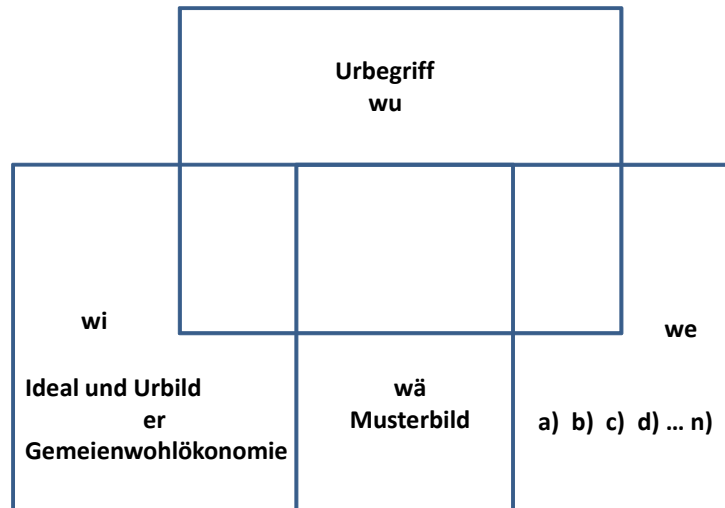 Urbegriff
wu
wi
we
Ideal und Urbild
er
Gemeienwohlökonomie
wä
Musterbild
a) b) c) d) ... n)